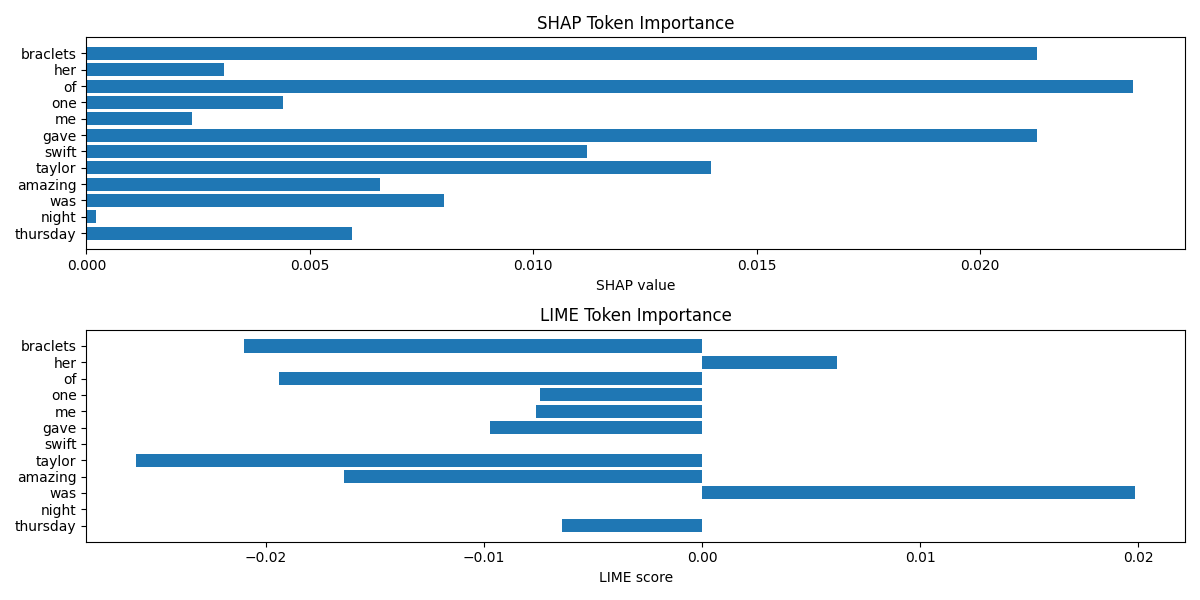 SHAP Token Importance
braclets
her
of
one
me
gave
swift
taylor
amazing
was
night
thursday
0.000 0.005 0.010 0.015 0.020
SHAP value
LIME Token Importance
braclets
her
of
one
me
gave
swift
taylor
amazing
was
night
thursday
−0.02 −0.01 0.00 0.01 0.02
LIME score